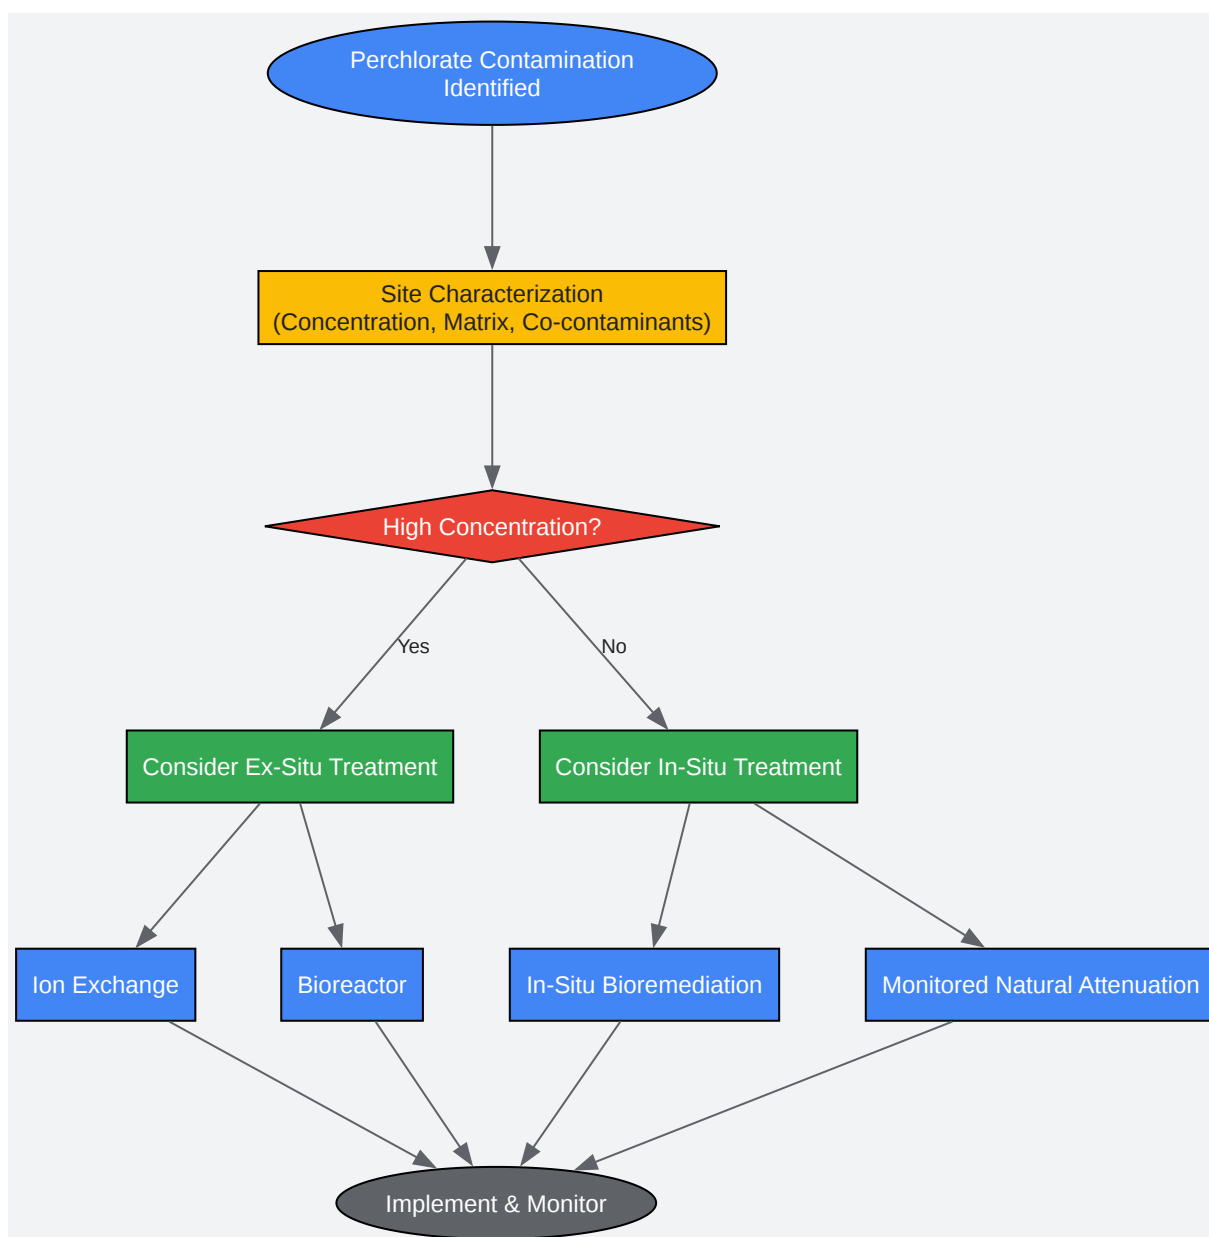 Perchlorate Contamination
Identified
Site Characterization
(Concentration, Matrix, Co-contaminants)
High Concentration?
Yes
No
Consider Ex-Situ Treatment
Consider In-Situ Treatment
Ion Exchange
Bioreactor
In-Situ Bioremediation
Monitored Natural Attenuation
Implement & Monitor